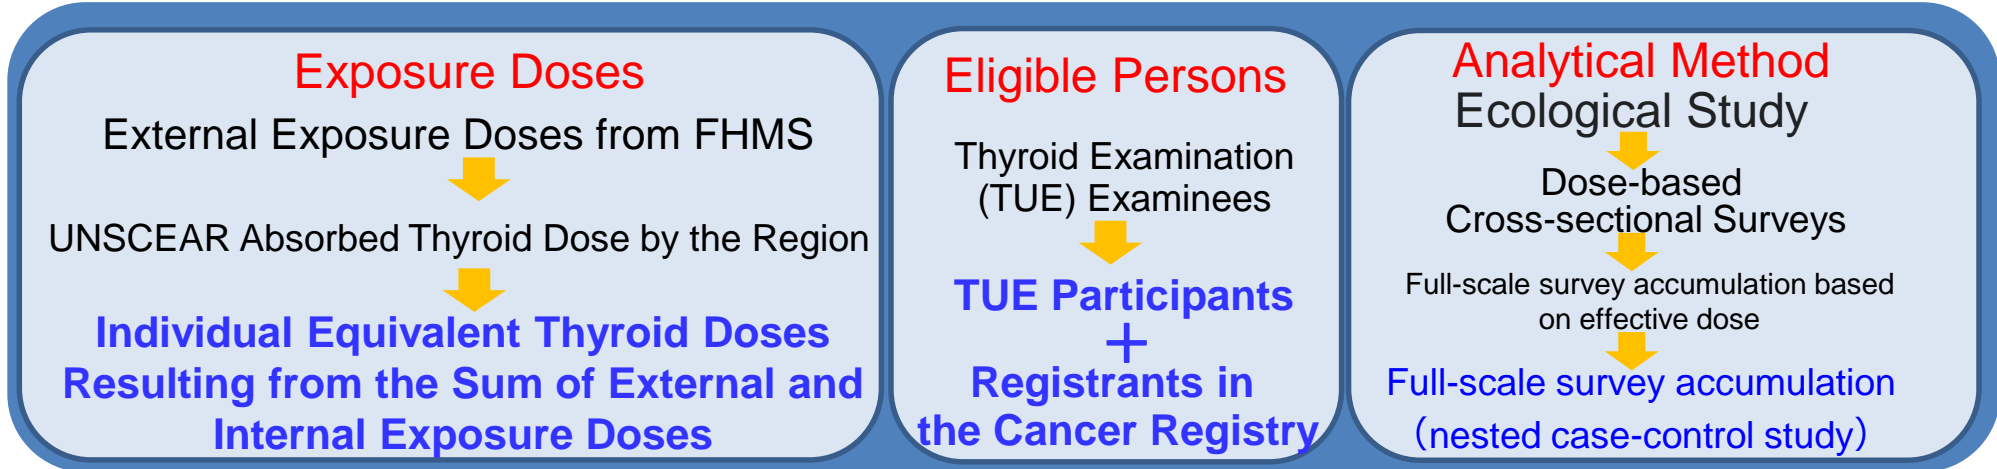 Exposure Doses
External Exposure Doses from FHMS
UNSCEAR Absorbed Thyroid Dose by the Region
Individual Equivalent Thyroid Doses
Resulting from the Sum of External and
Internal Exposure Doses
Eligible Persons
Thyroid Examination
(TUE) Examinees
TUE Participants
+
Registrants in
the Cancer Registry
Analytical Method
Ecological Study
Dose-based
Cross-sectional Surveys
Full-scale survey accumulation based
on effective dose
Full-scale survey accumulation
（nested case-control study）